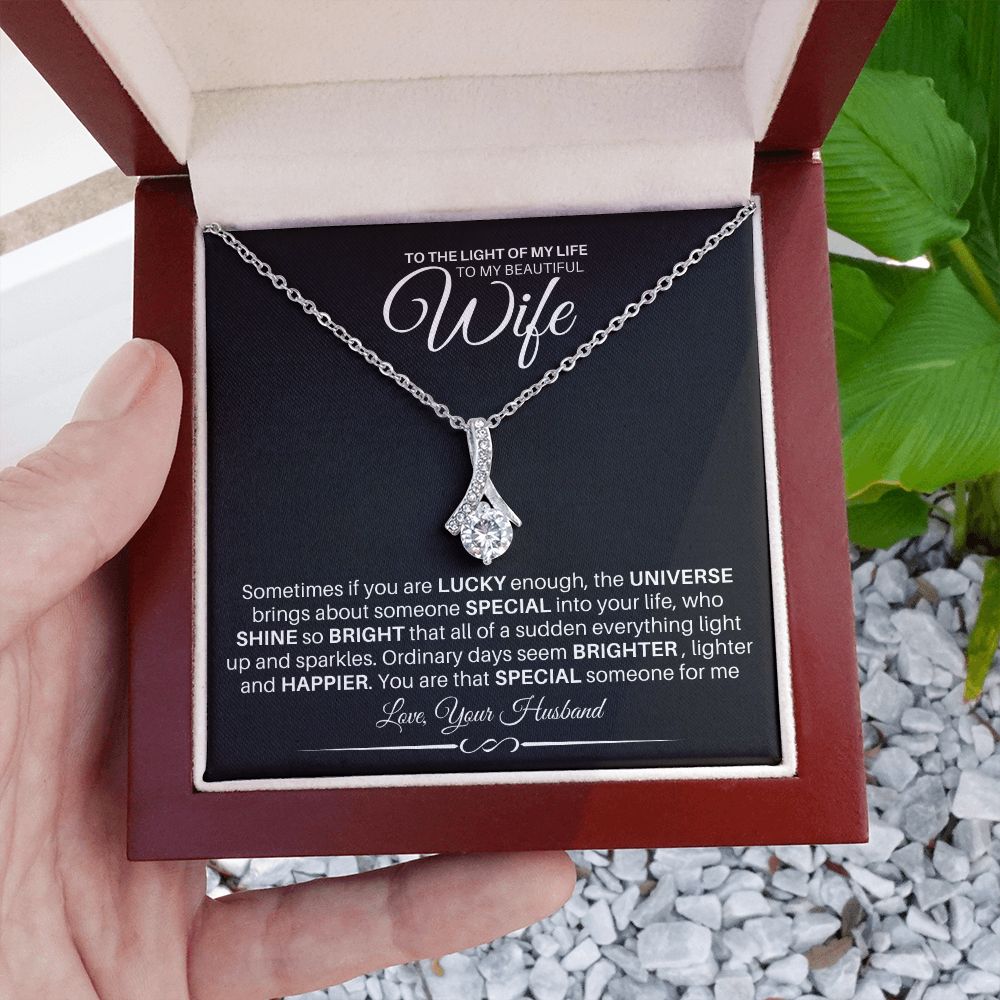 TO THE LIGHT OF MY LIFE
TO MY BEAUTIFUL
Wife
Sometimes if you are LUCKY enough, the UNIVERSE
brings about someone SPECIAL into your life, who
SHINE so BRIGHT that all of a sudden everything light
up and sparkles. Ordinary days seem BRIGHTER , lighter
and HAPPIER. You are that SPECIAL someone for me
Love, Your Husband